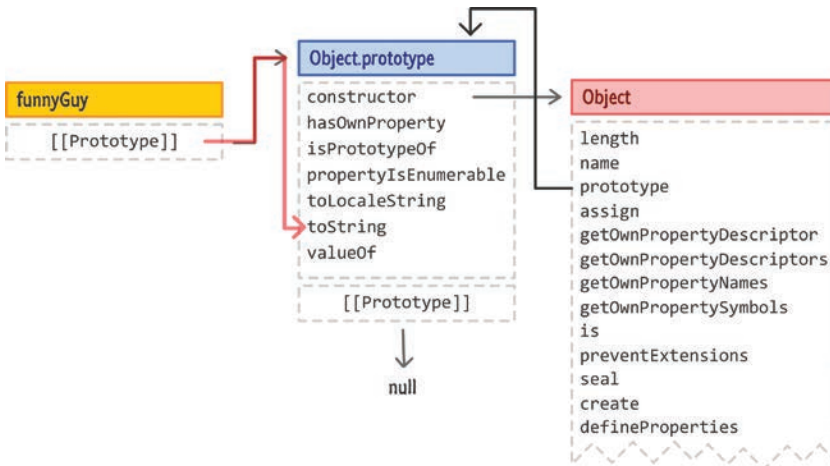 funnyGuy
[[Prototype]]
Object.prototype
constructor
hasOwnProperty
isPrototypeOf
propertyIsEnumerable
toLocaleString
toString
valueOf
[[Prototype]]
null
Object
length
name
prototype
assign
getOwnPropertyDescriptor
getOwnPropertyDescriptors
getOwnPropertyNames
getOwnPropertySymbols
is
preventExtensions
seal
create
defineProperties